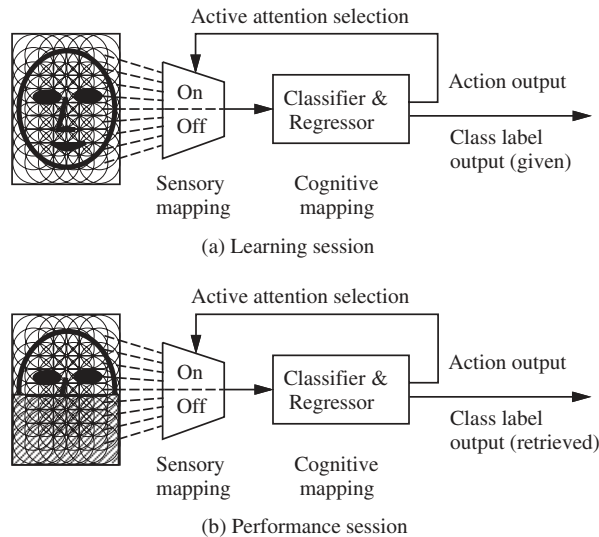 Active attention selection
Action output
On
Off
Classifier &
Regressor
Class label
output (given)
Sensory
mapping
Cognitive
mapping
(a) Learning session
Active attention selection
Action output
On
Off
Classifier &
Regressor
Class label
output (retrieved)
Sensory
mapping
Cognitive
mapping
(b) Performance session